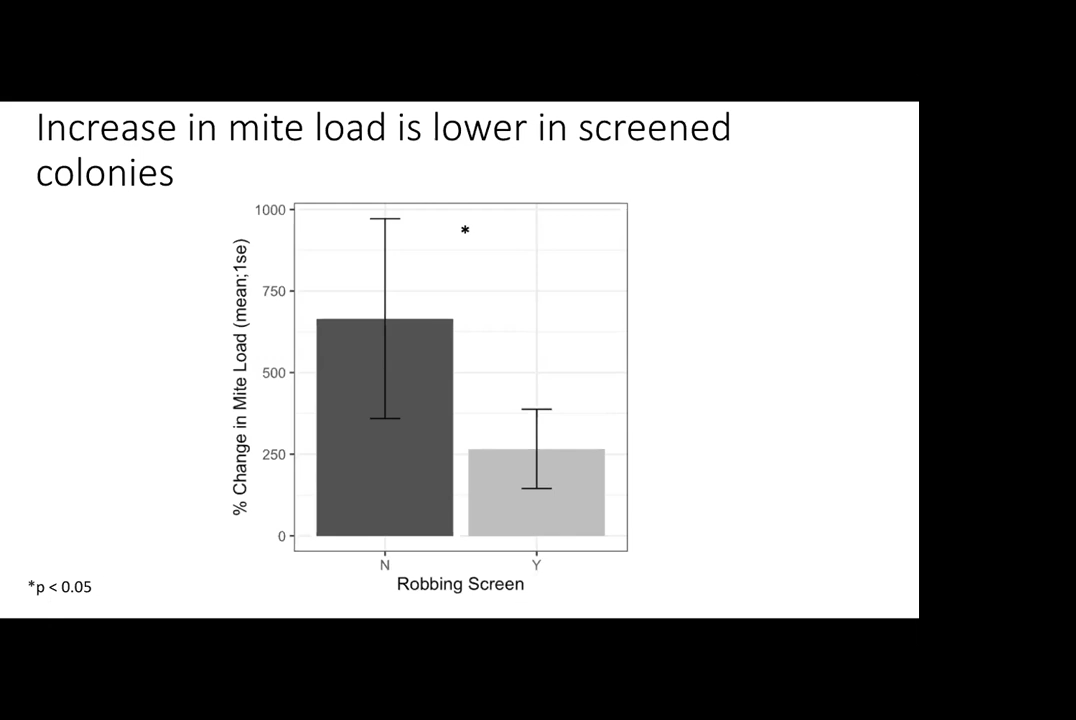 Increase in mite load is lower in screened
colonies
% Change in Mite Load (mean;1se)
1000
*
750
500
250
0
N Y
Robbing Screen
*p < 0.05